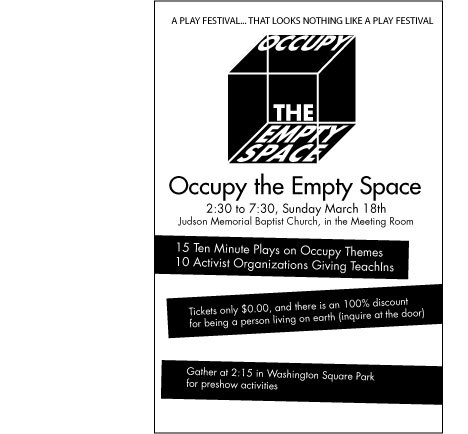 A PLAY FESTIVAL... THAT LOOKS NOTHING LIKE A PLAY FESTIVAL
OCCUPY
THE
EMPTY
SPACE
Occupy the Empty Space
2:30 to 7:30, Sunday March 18th
Judson Memorial Baptist Church, in the Meeting Room
15 Ten Minute Plays on Occupy Themes
10 Activist Organizations Giving TeachIns
Tickets only $0.00, and there is an 100% discount
for being a person living on earth (inquire at the door)
Gather at 2:15 in Washington Square Park
for preshow activities